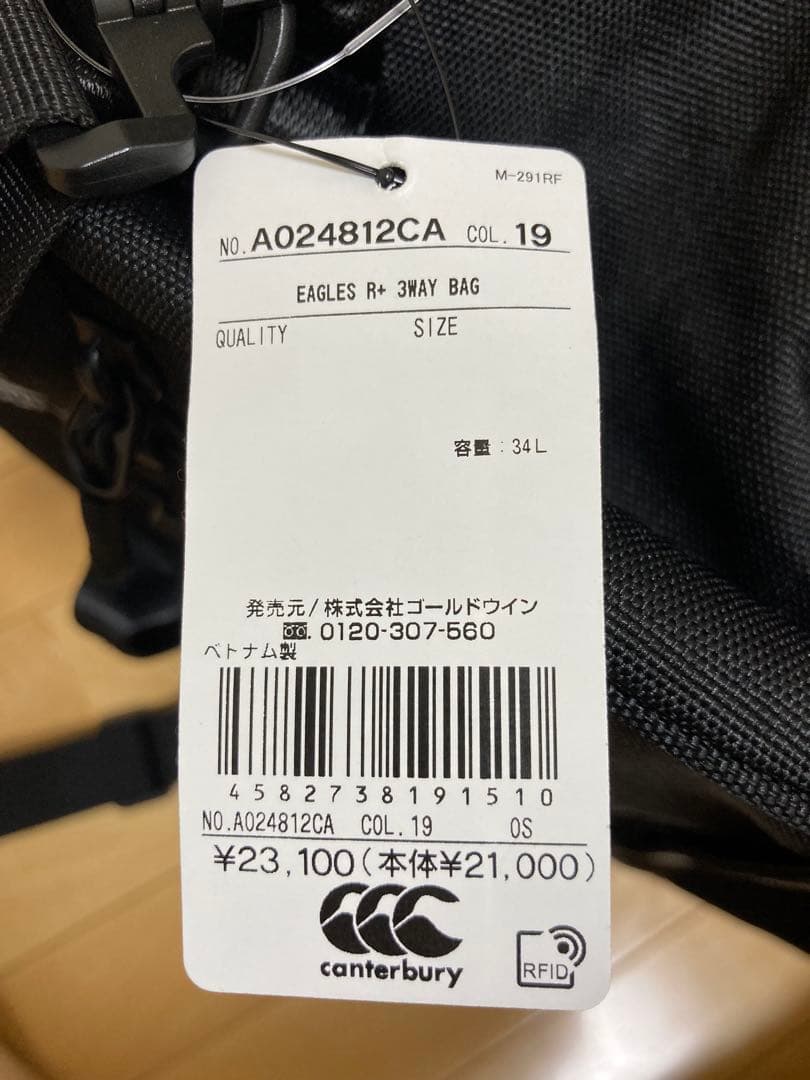 M-291RF
NO. A024812CA COL. 19
EAGLES R+ 3WAY BAG
QUALITY SIZE
容量:34L
発売元/株式会社ゴールドウイン
0120-307-560
ベトナム製
4582738191510
NO.A024812CA COL.19 OS
¥23,100(本体¥21,000)
canterbury
RFID